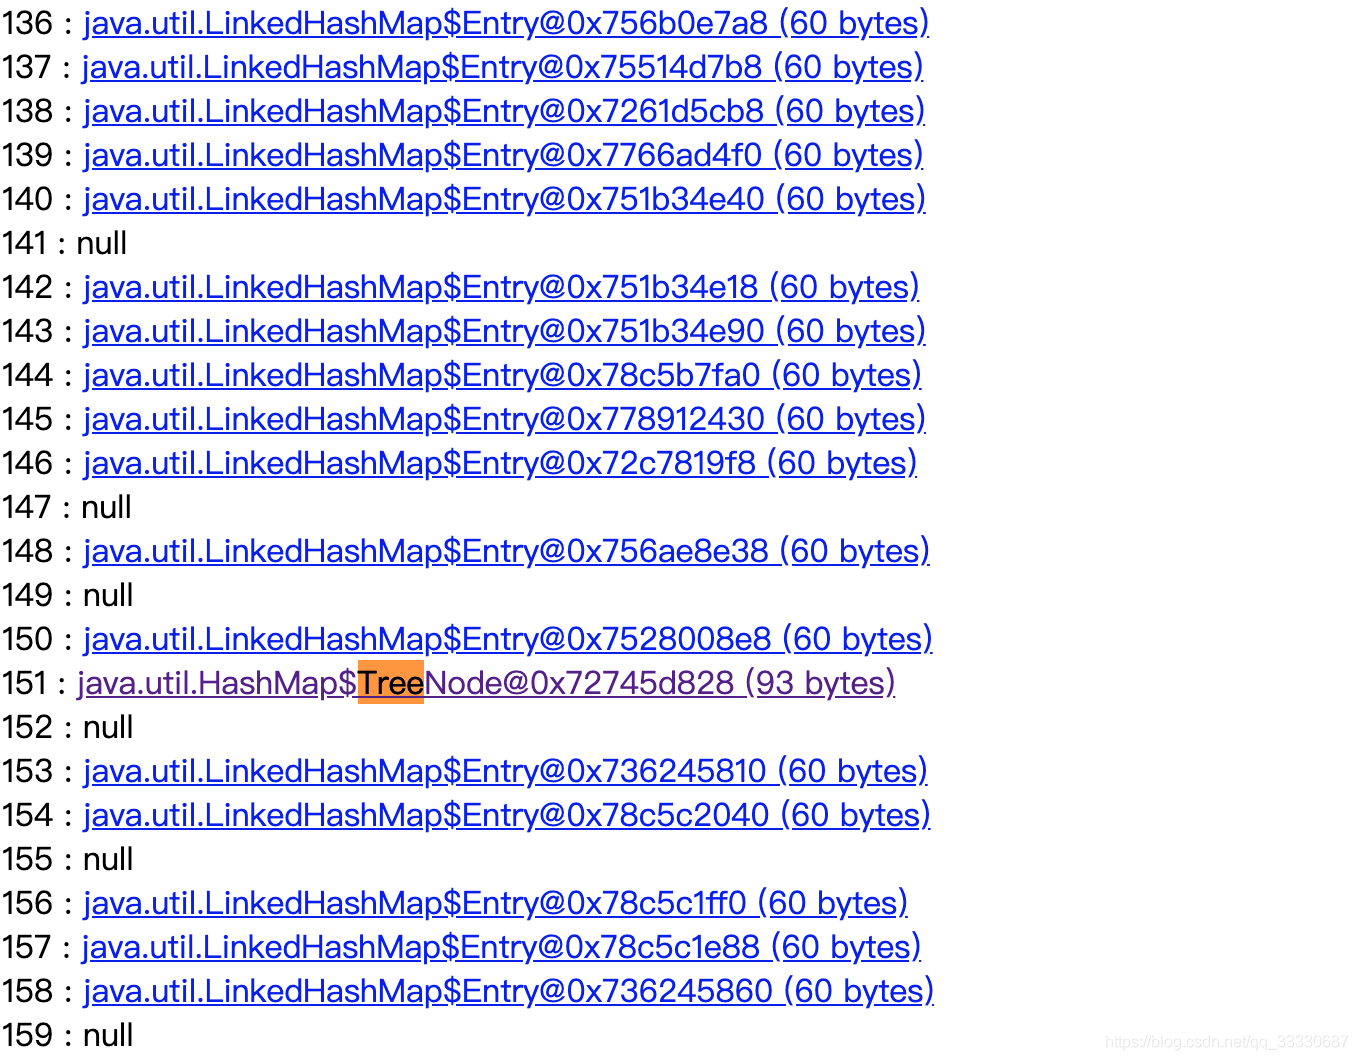 136 : java.util.LinkedHashMap$Entry@0x756b0e7a8 (60 bytes)
137 : java.util.LinkedHashMap$Entry@0x75514d7b8 (60 bytes)
138 : java.util.LinkedHashMap$Entry@0x7261d5cb8 (60 bytes)
139 : java.util.LinkedHashMap$Entry@0x7766ad4f0 (60 bytes)
140 : java.util.LinkedHashMap$Entry@0x751b34e40 (60 bytes)
141 : null
142 : java.util.LinkedHashMap$Entry@0x751b34e18 (60 bytes)
143 : java.util.LinkedHashMap$Entry@0x751b34e90 (60 bytes)
144 : java.util.LinkedHashMap$Entry@0x78c5b7fa0 (60 bytes)
145 : java.util.LinkedHashMap$Entry@0x778912430 (60 bytes)
146 : java.util.LinkedHashMap$Entry@0x72c7819f8 (60 bytes)
147 : null
148 : java.util.LinkedHashMap$Entry@0x756ae8e38 (60 bytes)
149 : null
150 : java.util.LinkedHashMap$Entry@0x7528008e8 (60 bytes)
151 : java.util.HashMap$TreeNode@0x72745d828 (93 bytes)
152 : null
153 : java.util.LinkedHashMap$Entry@0x736245810 (60 bytes)
154 : java.util.LinkedHashMap$Entry@0x78c5c2040 (60 bytes)
155 : null
156 : java.util.LinkedHashMap$Entry@0x78c5c1ff0 (60 bytes)
157 : java.util.LinkedHashMap$Entry@0x78c5c1e88 (60 bytes)
158 : java.util.LinkedHashMap$Entry@0x736245860 (60 bytes)
159 : null
https://blog.csdn.net/qq_33330687